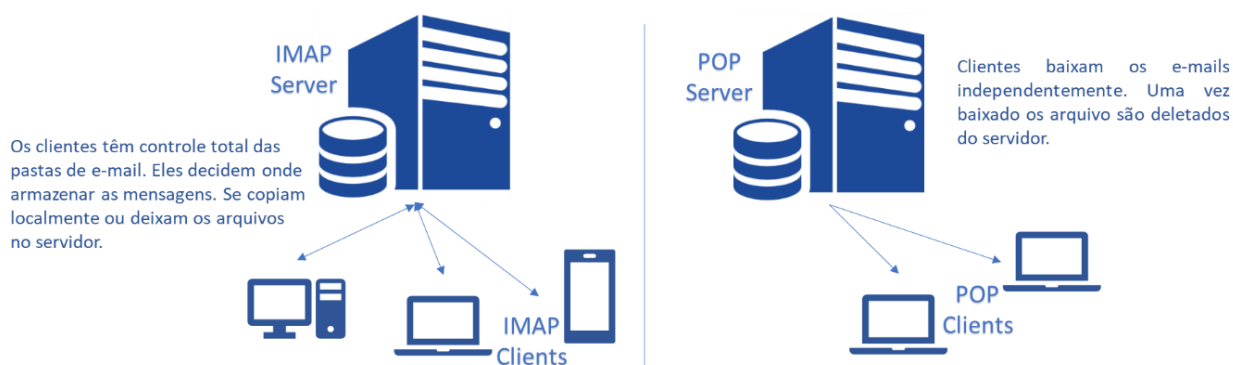 IMAP
Server
Os clientes têm controle total das
pastas de e-mail. Eles decidem onde
armazenar as mensagens. Se copiam
localmente ou deixam os arquivos
no servidor.
IMAP
Clients
POP
Server
Clientes baixam os e-mails
independentemente. Uma vez
baixado os arquivo são deletados
do servidor.
POP
Clients